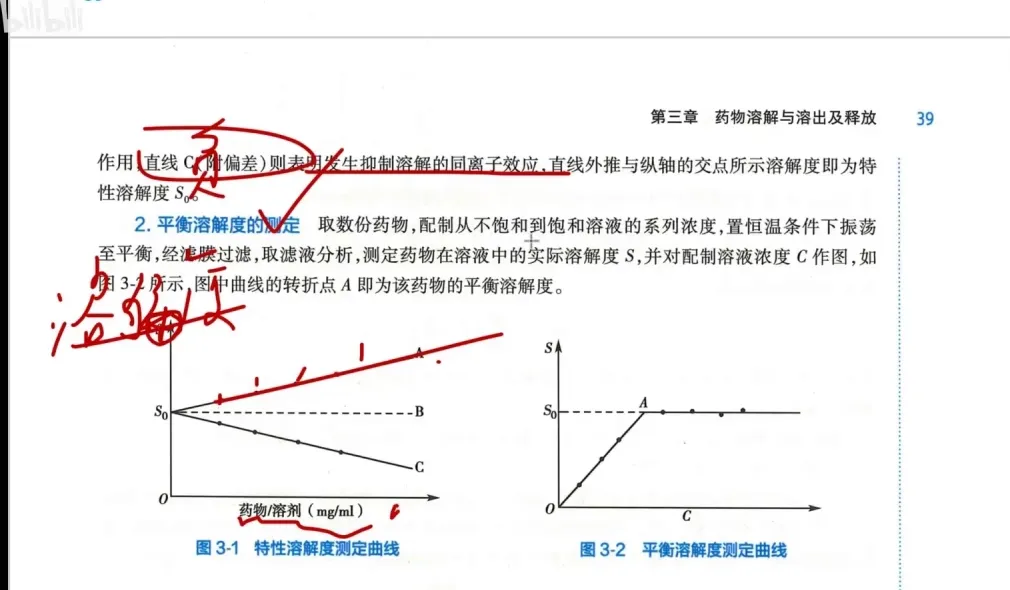 bilibili
第三章 药物溶解与溶出及释放 39
作用,直线 C(附偏差)则表明发生抑制溶解的同离子效应,直线外推与纵轴的交点所示溶解度即为特
性溶解度 S₀。
2. 平衡溶解度的测定 取数份药物,配制从不饱和到饱和溶液的系列浓度,置恒温条件下振荡
至平衡,经滤膜过滤,取滤液分析,测定药物在溶液中的实际溶解度 S,并对配制溶液浓度 C 作图,如
图 3-2 所示,图中曲线的转折点 A 即为该药物的平衡溶解度。
A
S₀
B
C
O
药物/溶剂(mg/ml)
图 3-1 特性溶解度测定曲线
S
S₀
A
O
C
图 3-2 平衡溶解度测定曲线